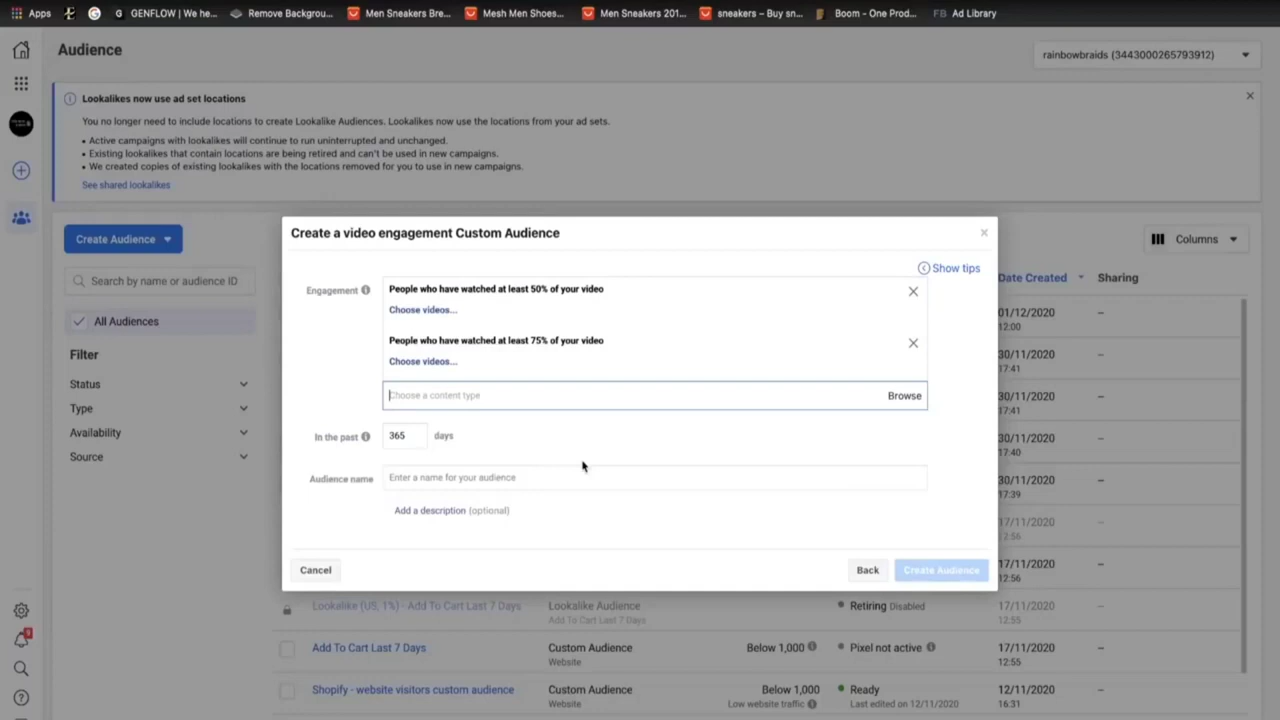 Apps
GENFLOW | We he...
Remove Backgrou...
Men Sneakers Bre...
Mesh Men Shoes...
Men Sneakers 201...
sneakers – Buy sn...
Boom - One Prod...
FB Ad Library
Audience
rainbowbraids (3443000265793912)
Lookalikes now use ad set locations
You no longer need to include locations to create Lookalike Audiences. Lookalikes now use the locations from your ad sets.
• Active campaigns with lookalikes will continue to run uninterrupted and unchanged.
• Existing lookalikes that contain locations are being retired and can't be used in new campaigns.
• We created copies of existing lookalikes with the locations removed for you to use in new campaigns.
See shared lookalikes
Create Audience
Columns
Search by name or audience ID
All Audiences
Filter
Status
Type
Availability
Source
Create a video engagement Custom Audience
Show tips
Engagement
People who have watched at least 50% of your video
Choose videos...
People who have watched at least 75% of your video
Choose videos...
Choose a content type
Browse
In the past
365
days
Audience name
Enter a name for your audience
Add a description (optional)
Cancel
Back
Create Audience
Date Created
Sharing
01/12/2020 –
12:00
30/11/2020 –
17:41
30/11/2020 –
17:41
30/11/2020 –
17:40
30/11/2020 –
17:39
17/11/2020 –
17/11/2020 –
12:56
Lookalike (US, 1%) - Add To Cart Last 7 Days
Lookalike Audience
Add To Cart Last 7 Days
Retiring Disabled
17/11/2020 –
12:55
Add To Cart Last 7 Days
Custom Audience
Website
Below 1,000
Pixel not active
17/11/2020 –
12:55
Shopify - website visitors custom audience
Custom Audience
Website
Below 1,000
Low website traffic
Ready
Last edited on 12/11/2020
12/11/2020 –
16:31